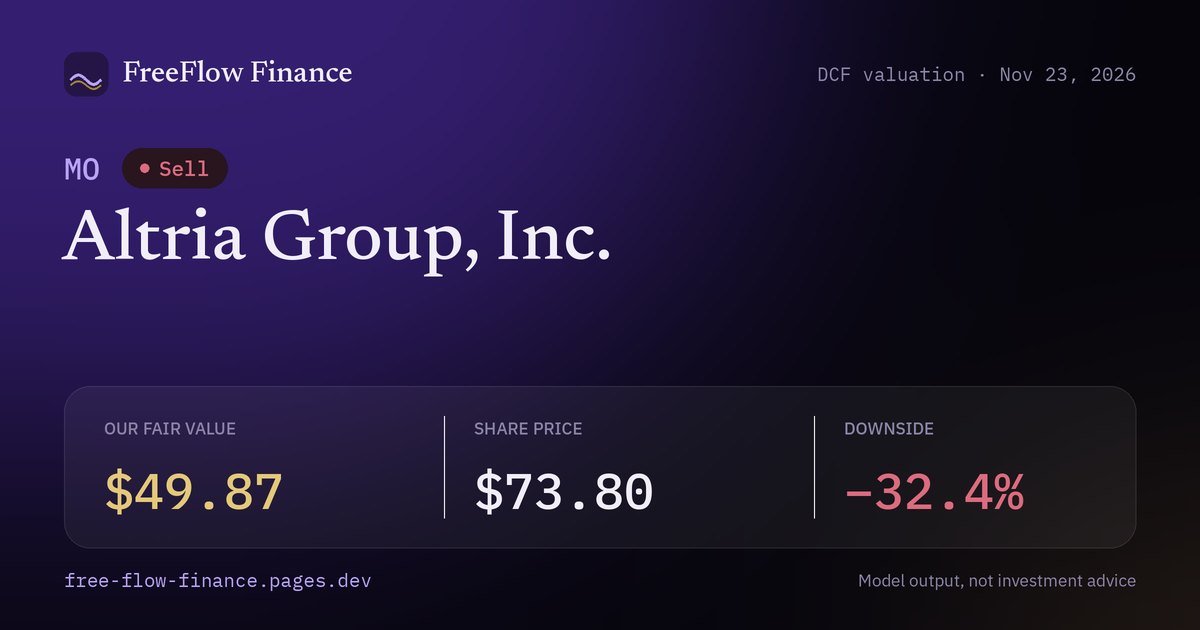 FreeFlow Finance
DCF valuation · Nov 23, 2026
MO
Sell
Altria Group, Inc.
OUR FAIR VALUE
$49.87
SHARE PRICE
$73.80
DOWNSIDE
−32.4%
free-flow-finance.pages.dev
Model output, not investment advice